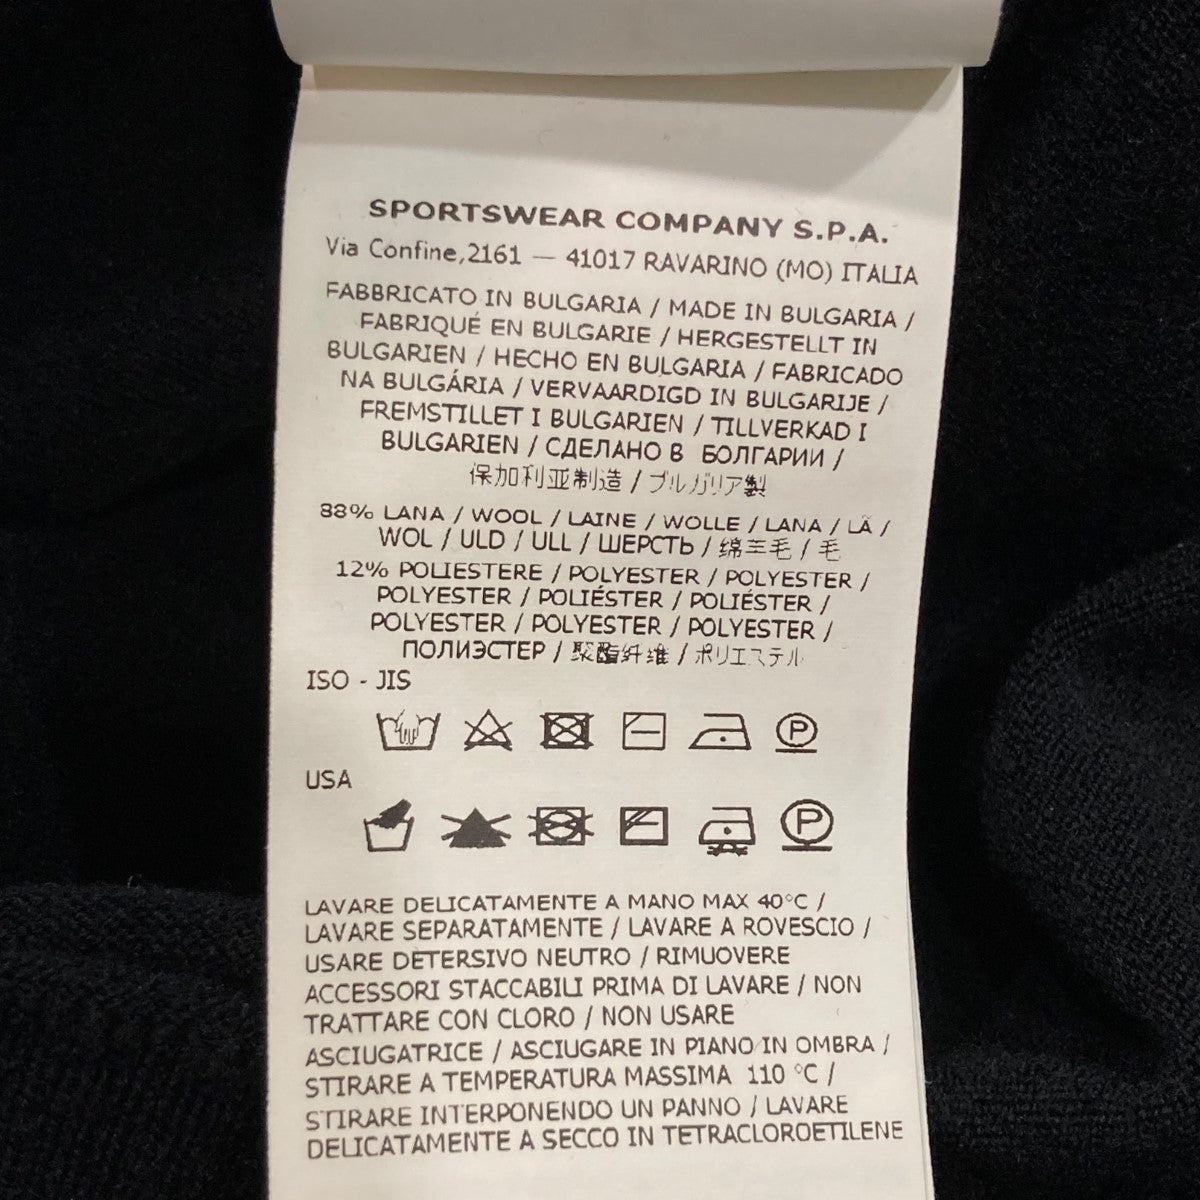 SPORTSWEAR COMPANY S.P.A.
Via Confine,2161 — 41017 RAVARINO (MO) ITALIA
FABBRICATO IN BULGARIA / MADE IN BULGARIA /
FABRIQUÉ EN BULGARIE / HERGESTELLT IN
BULGARIEN / HECHO EN BULGARIA / FABRICADO
NA BULGÁRIA / VERVAARDIGD IN BULGARIJE /
FREMSTILLET I BULGARIEN / TILLVERKAD I
BULGARIEN / СДЕЛАНО В БОЛГАРИИ /
保加利亚制造 / ブルガリア製
88% LANA / WOOL / LAINE / WOLLE / LANA / LÃ /
WOL / ULD / ULL / ШЕРСТЬ / 绵羊毛 / 毛
12% POLIESTERE / POLYESTER / POLYESTER /
POLYESTER / POLIÉSTER / POLIÉSTER /
POLYESTER / POLYESTER / POLYESTER /
ПОЛИЭСТЕР / 聚酯纤维 / ポリエステル
ISO - JIS
P
USA
P
LAVARE DELICATAMENTE A MANO MAX 40°C /
LAVARE SEPARATAMENTE / LAVARE A ROVESCIO /
USARE DETERSIVO NEUTRO / RIMUOVERE
ACCESSORI STACCABILI PRIMA DI LAVARE / NON
TRATTARE CON CLORO / NON USARE
ASCIUGATRICE / ASCIUGARE IN PIANO IN OMBRA /
STIRARE A TEMPERATURA MASSIMA 110 °C /
STIRARE INTERPONENDO UN PANNO / LAVARE
DELICATAMENTE A SECCO IN TETRACLOROETILENE